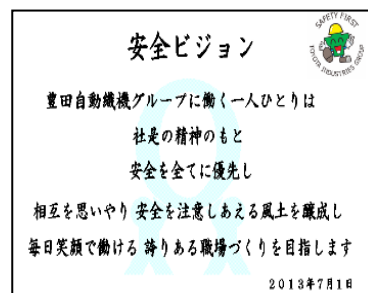 安全ビジョン
SAFETY FIRST
TOYOTA INDUSTRIES GROUP
豊田自動織機グループに働く一人ひとりは
社是の精神のもと
安全を全てに優先し
相互を思いやり 安全を注意しあえる風土を醸成し
毎日笑顔で働ける 誇りある職場づくりを目指します
2013年7月1日